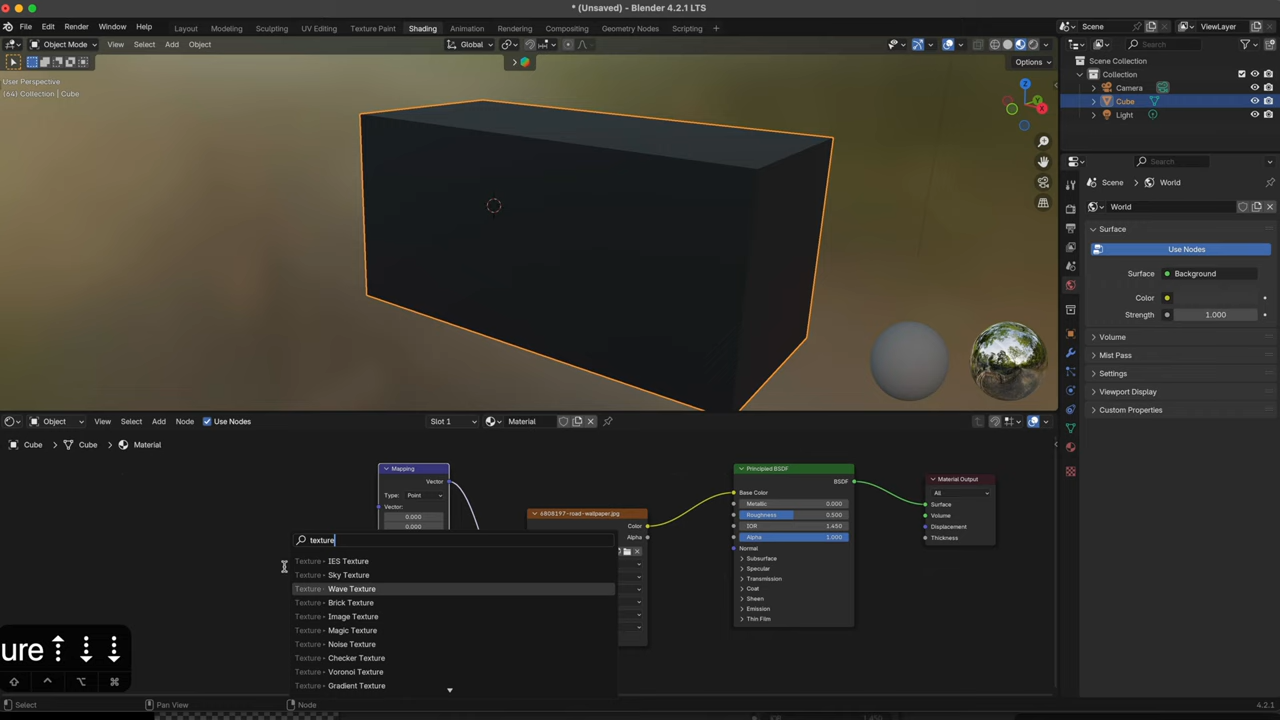 * (Unsaved) - Blender 4.2.1 LTS
File Edit Render Window Help
Layout Modeling Sculpting UV Editing Texture Paint Shading Animation Rendering Compositing Geometry Nodes Scripting
Scene
ViewLayer
Object Mode View Select Add Object
Global
Search
Options
User Perspective
(64) Collection | Cube
Z
Y
X
Scene Collection
Collection
Camera
Cube
Light
Search
Scene World
World
Surface
Use Nodes
Surface Background
Color
Strength 1.000
Volume
Mist Pass
Settings
Viewport Display
Custom Properties
Object View Select Add Node Use Nodes
Slot 1
Material
Cube Cube Material
Mapping
Vector
Type: Point
Vector:
0.000
0.000
6808197-road-wallpaper.jpg
Color
Alpha
Principled BSDF
BSDF
Base Color
Metallic 0.000
Roughness 0.500
IOR 1.450
Alpha 1.000
Normal
Subsurface
Specular
Transmission
Coat
Sheen
Emission
Thin Film
Material Output
All
Surface
Volume
Displacement
Thickness
texture
Texture IES Texture
Texture Sky Texture
Texture Wave Texture
Texture Brick Texture
Texture Image Texture
Texture Magic Texture
Texture Noise Texture
Texture Checker Texture
Texture Voronoi Texture
Texture Gradient Texture
ure
Select
Pan View
Node
4.2.1